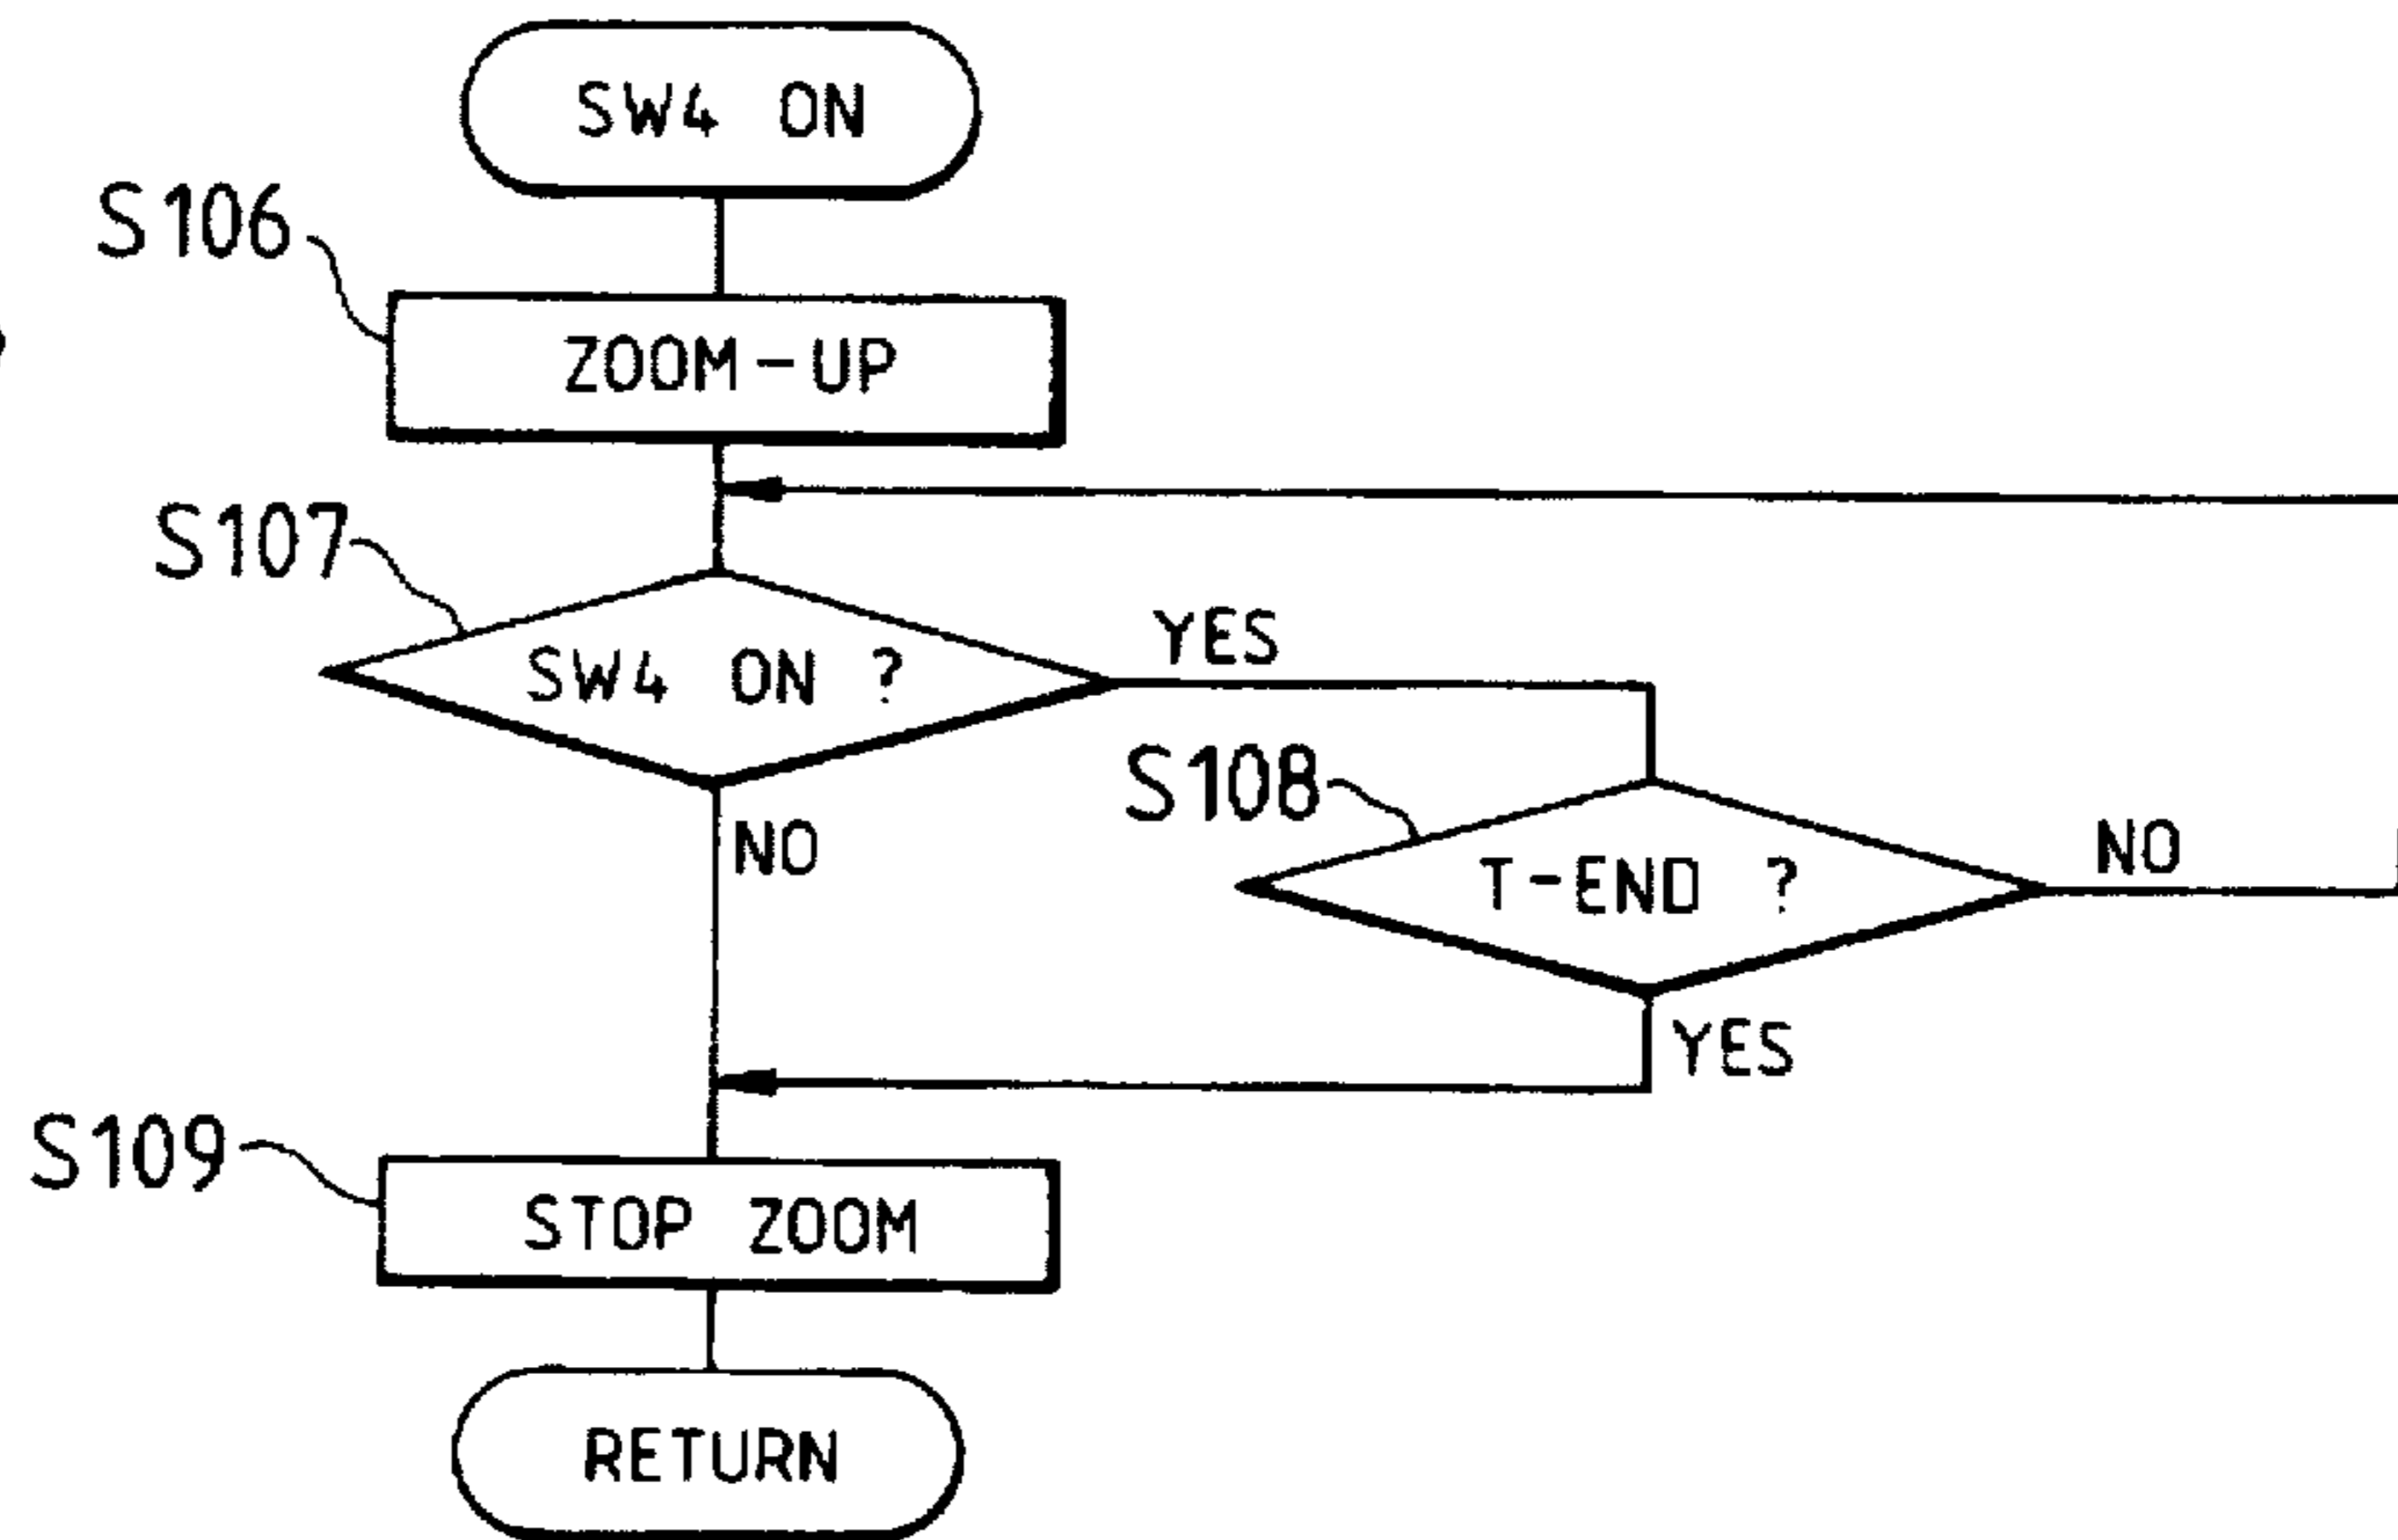 SW4 ON
S106
ZOOM-UP
S107
SW4 ON ?
YES
NO
S108
T-END ?
NO
YES
S109
STOP ZOOM
RETURN